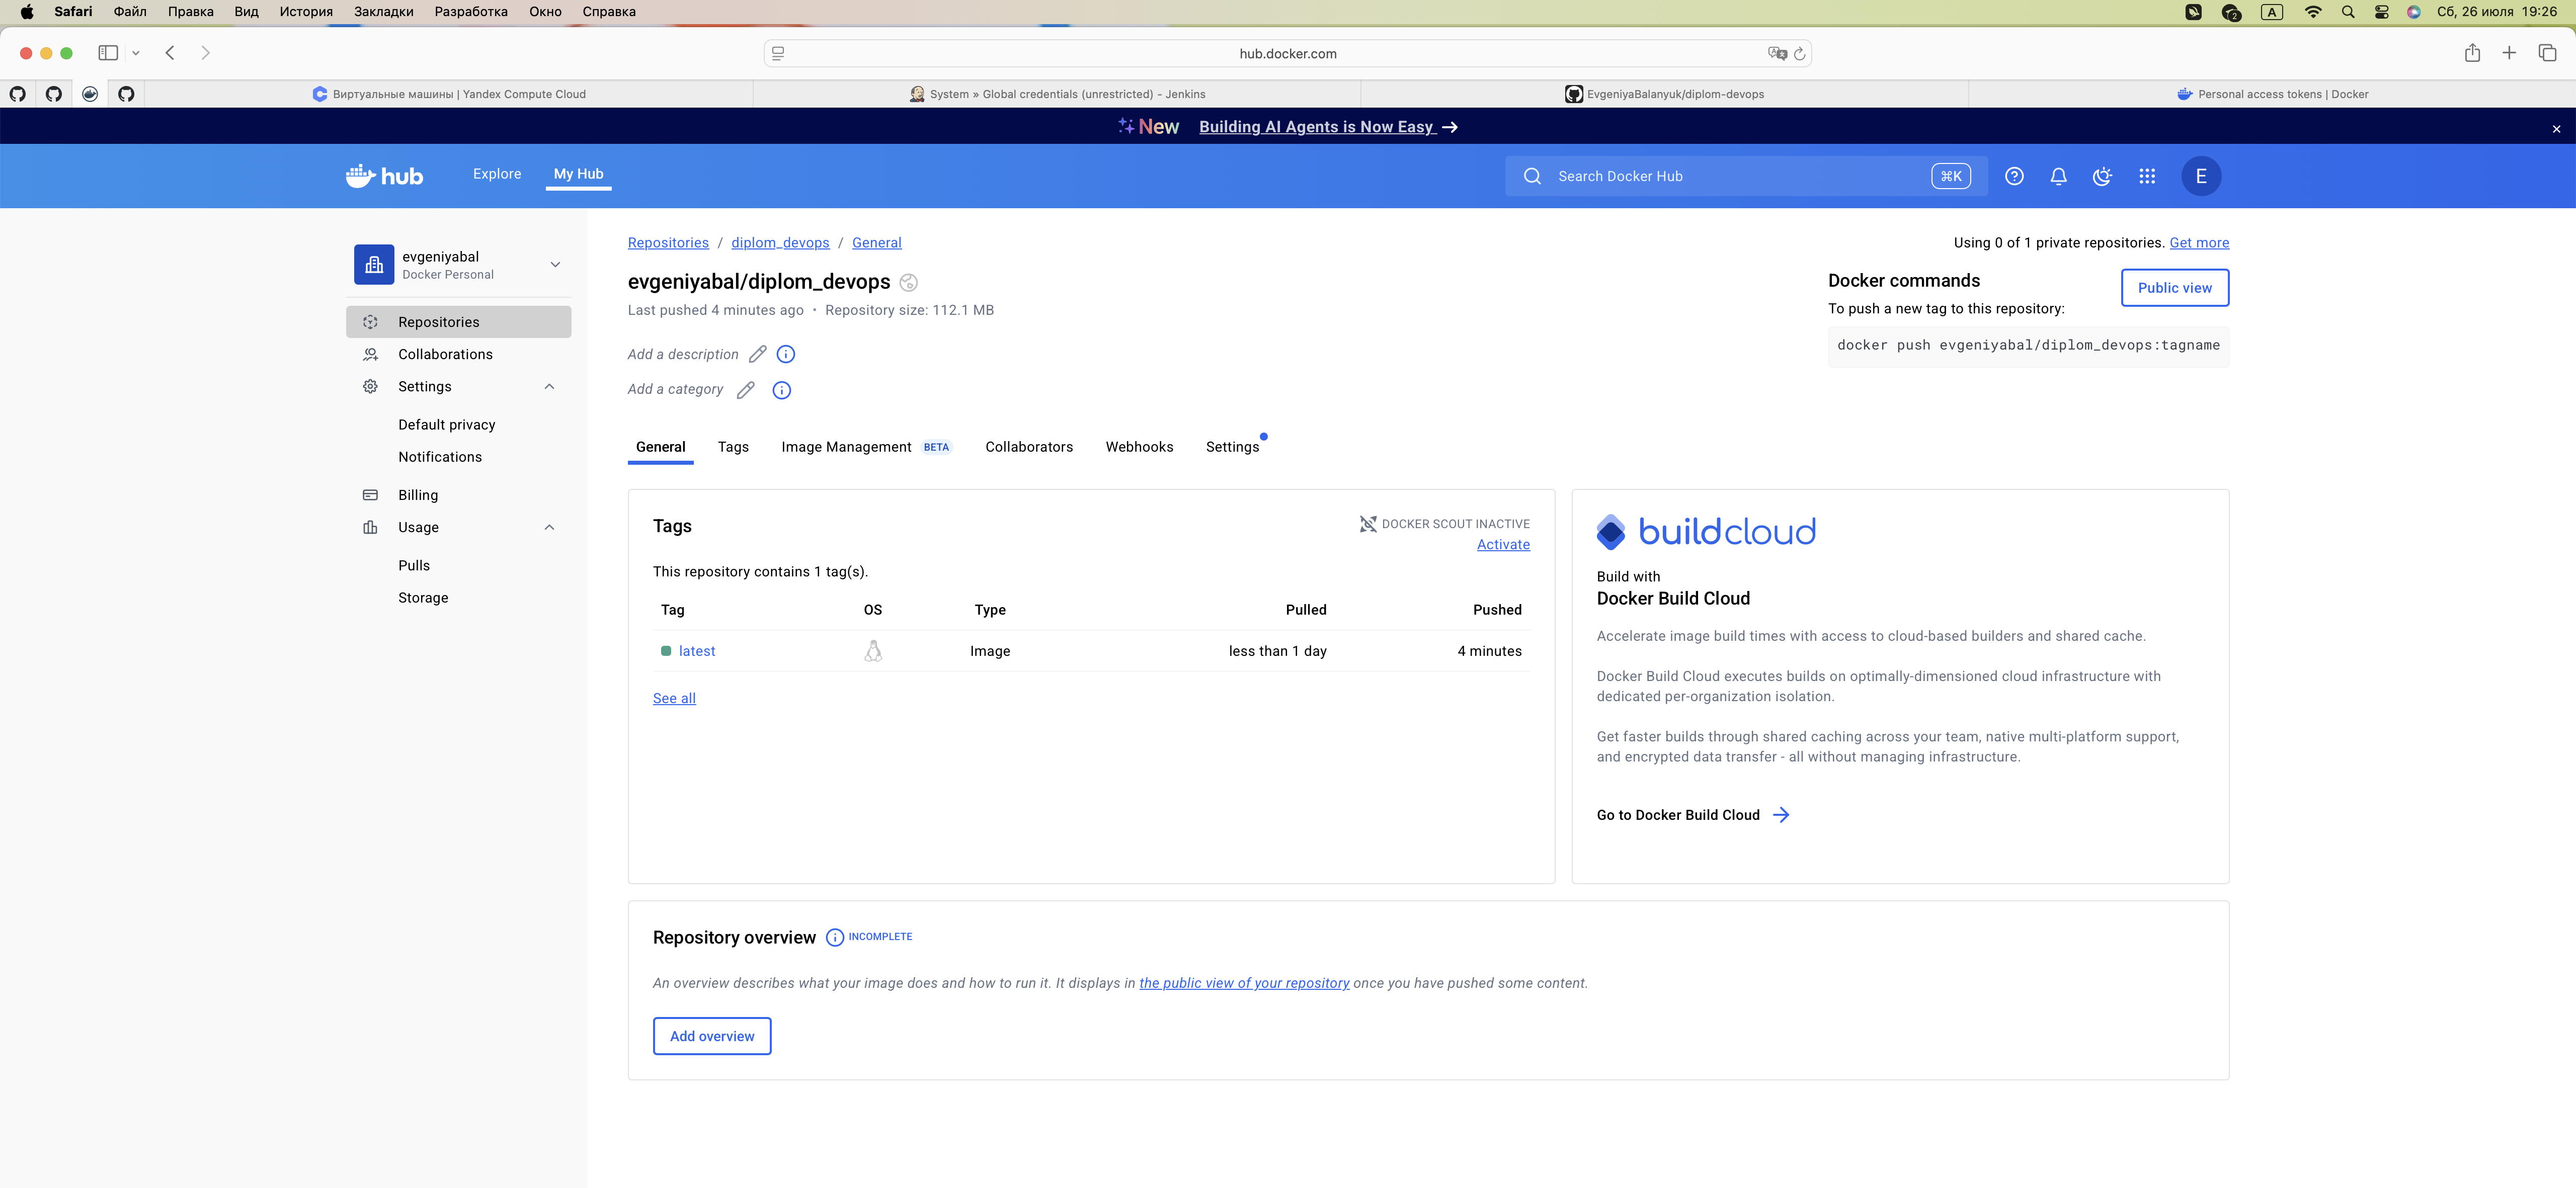 Safari Файл Правка Вид История Закладки Разработка Окно Справка
2 A Сб, 26 июля 19:26
hub.docker.com
Виртуальные машины | Yandex Compute Cloud
System » Global credentials (unrestricted) - Jenkins
EvgeniyaBalanyuk/diplom-devops
Personal access tokens | Docker
New Building AI Agents is Now Easy →
hub
Explore
My Hub
Search Docker Hub
⌘K
E
evgeniyabal
Docker Personal
Repositories
Collaborations
Settings
Default privacy
Notifications
Billing
Usage
Pulls
Storage
Repositories / diplom_devops / General
Using 0 of 1 private repositories. Get more
evgeniyabal/diplom_devops
Last pushed 4 minutes ago · Repository size: 112.1 MB
Docker commands
Public view
To push a new tag to this repository:
docker push evgeniyabal/diplom_devops:tagname
Add a description
Add a category
General Tags Image Management BETA Collaborators Webhooks Settings
Tags
DOCKER SCOUT INACTIVE
Activate
This repository contains 1 tag(s).
Tag OS Type Pulled Pushed
latest Image less than 1 day 4 minutes
See all
buildcloud
Build with
Docker Build Cloud
Accelerate image build times with access to cloud-based builders and shared cache.
Docker Build Cloud executes builds on optimally-dimensioned cloud infrastructure with
dedicated per-organization isolation.
Get faster builds through shared caching across your team, native multi-platform support,
and encrypted data transfer - all without managing infrastructure.
Go to Docker Build Cloud →
Repository overview INCOMPLETE
An overview describes what your image does and how to run it. It displays in the public view of your repository once you have pushed some content.
Add overview